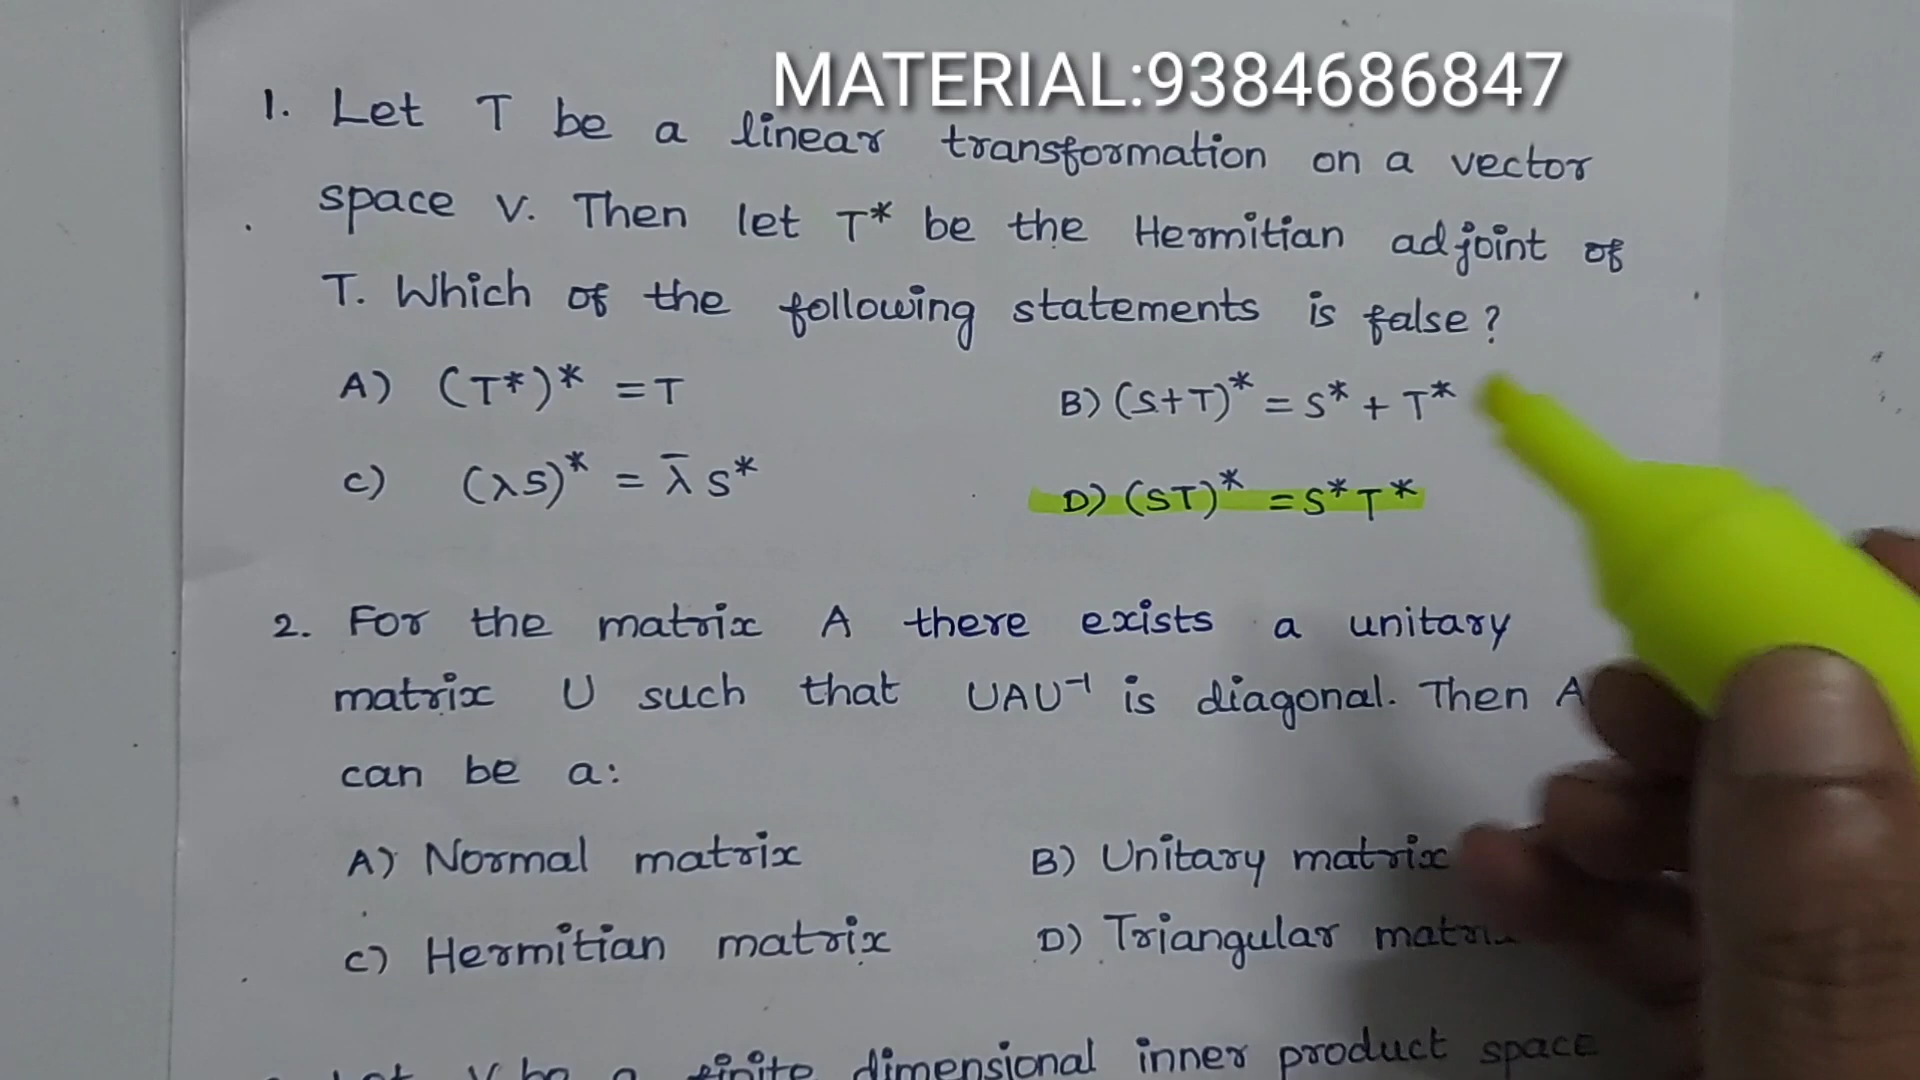 MATERIAL:9384686847
1. Let T be a linear transformation on a vector
space V. Then let T* be the Hermitian adjoint of
T. Which of the following statements is false?
A) (T*)* = T B) (S+T)* = S* + T*
C) (λS)* = λ̅ S* D) (ST)* = S* T*
2. For the matrix A there exists a unitary
matrix U such that UAU⁻¹ is diagonal. Then A
can be a:
A) Normal matrix B) Unitary matrix
C) Hermitian matrix D) Triangular
V be a finite dimensional inner product space